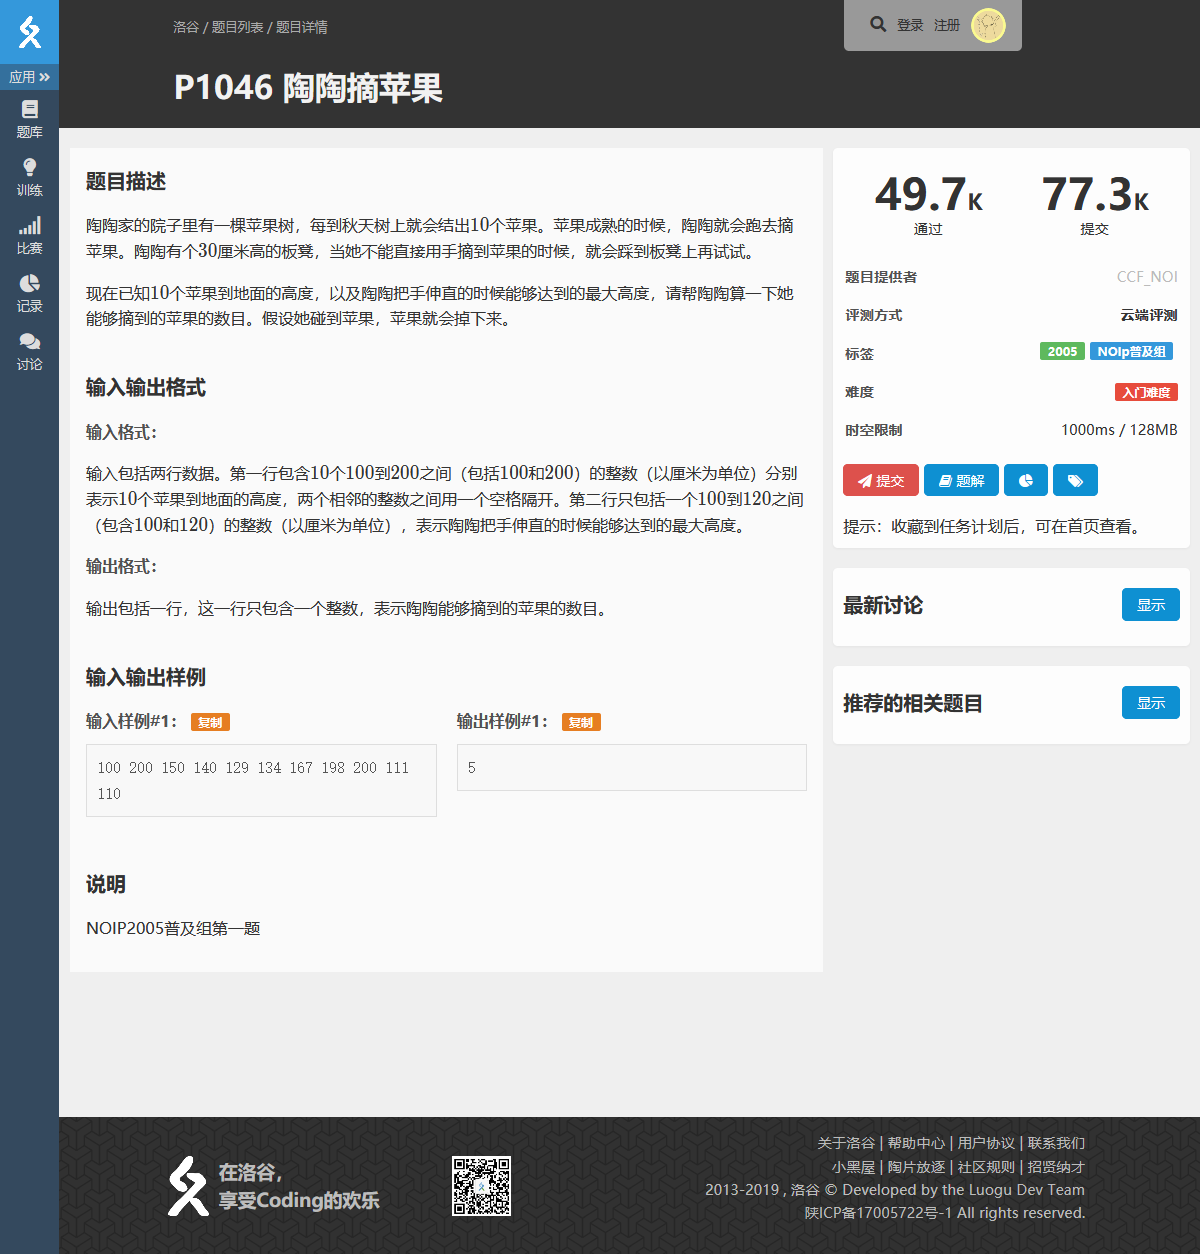 洛谷 / 题目列表 / 题目详情
登录 注册
P1046 陶陶摘苹果
应用
题库
训练
比赛
记录
讨论
题目描述
陶陶家的院子里有一棵苹果树，每到秋天树上就会结出10个苹果。苹果成熟的时候，陶陶就会跑去摘
苹果。陶陶有个30厘米高的板凳，当她不能直接用手摘到苹果的时候，就会踩到板凳上再试试。
现在已知10个苹果到地面的高度，以及陶陶把手伸直的时候能够达到的最大高度，请帮陶陶算一下她
能够摘到的苹果的数目。假设她碰到苹果，苹果就会掉下来。
输入输出格式
输入格式：
输入包括两行数据。第一行包含10个100到200之间（包括100和200）的整数（以厘米为单位）分别
表示10个苹果到地面的高度，两个相邻的整数之间用一个空格隔开。第二行只包括一个100到120之间
（包含100和120）的整数（以厘米为单位），表示陶陶把手伸直的时候能够达到的最大高度。
输出格式：
输出包括一行，这一行只包含一个整数，表示陶陶能够摘到的苹果的数目。
输入输出样例
输入样例#1： 复制
100 200 150 140 129 134 167 198 200 111
110
输出样例#1： 复制
5
说明
NOIP2005普及组第一题
49.7K 77.3K
通过 提交
题目提供者 CCF_NOI
评测方式 云端评测
标签 2005 NOIp普及组
难度 入门难度
时空限制 1000ms / 128MB
提交 题解
提示：收藏到任务计划后，可在首页查看。
最新讨论 显示
推荐的相关题目 显示
在洛谷，
享受Coding的欢乐
关于洛谷 | 帮助中心 | 用户协议 | 联系我们
小黑屋 | 陶片放逐 | 社区规则 | 招贤纳才
2013-2019 , 洛谷 © Developed by the Luogu Dev Team
陕ICP备17005722号-1 All rights reserved.